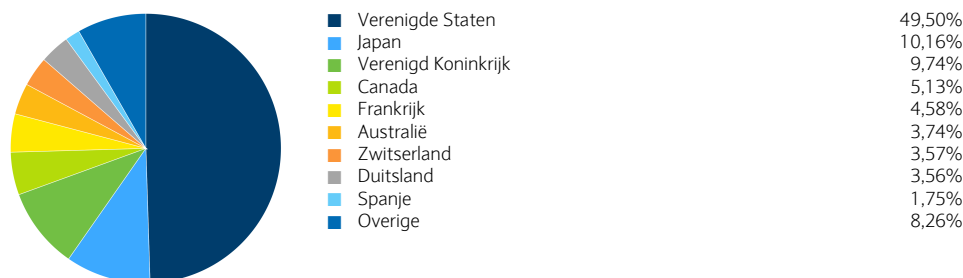 Verenigde Staten 49,50%
Japan 10,16%
Verenigd Koninkrijk 9,74%
Canada 5,13%
Frankrijk 4,58%
Australië 3,74%
Zwitserland 3,57%
Duitsland 3,56%
Spanje 1,75%
Overige 8,26%